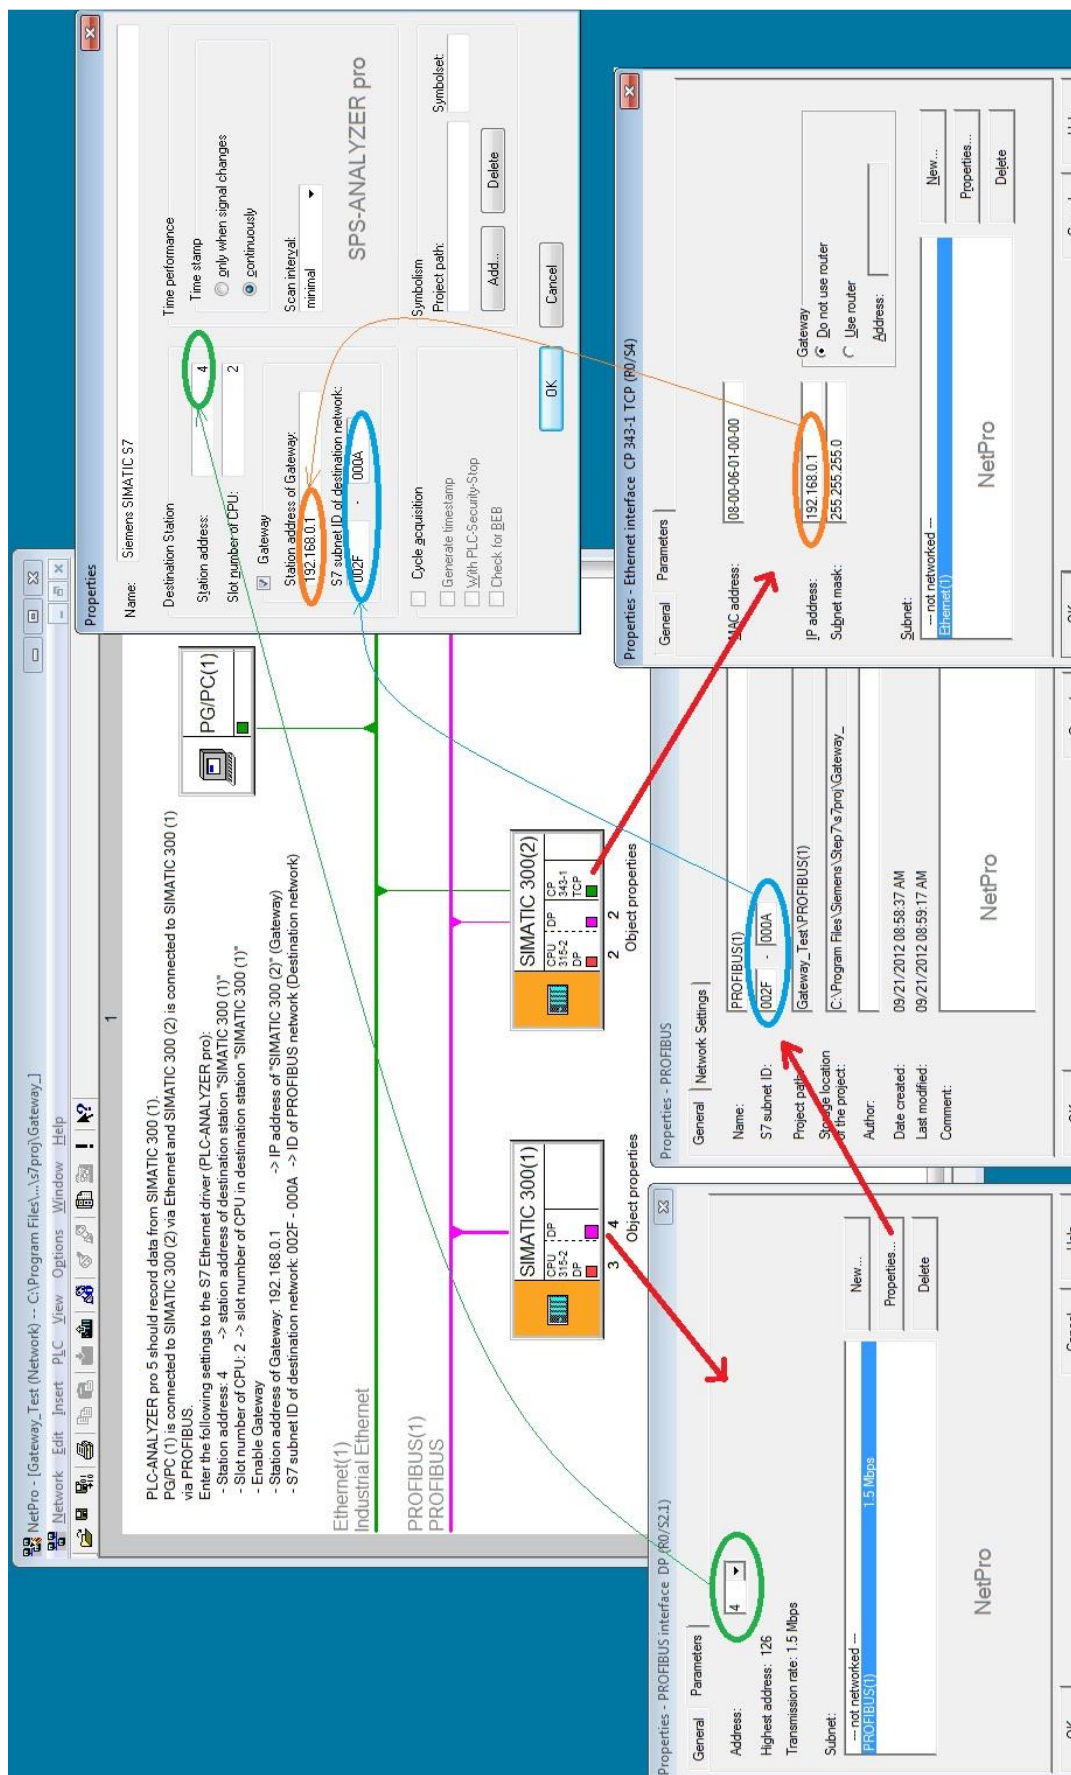 NetPro - [Gateway_Test (Network) -- C:\Program Files\...\s7proj\Gateway_]
Network Edit Insert PLC View Options Window Help
1
PLC-ANALYZER pro 5 should record data from SIMATIC 300 (1).
PG/PC (1) is connected to SIMATIC 300 (2) via Ethernet and SIMATIC 300 (2) is connected to SIMATIC 300 (1)
via PROFIBUS.
Enter the following settings to the S7 Ethernet driver (PLC-ANALYZER pro):
- Station address: 4 -> station address of destination station "SIMATIC 300 (1)"
- Slot number of CPU: 2 -> slot number of CPU in destination station "SIMATIC 300 (1)"
- Enable Gateway
- Station address of Gateway: 192.168.0.1 -> IP address of "SIMATIC 300 (2)" (Gateway)
- S7 subnet ID of destination network: 002F - 000A -> ID of PROFIBUS network (Destination network)
PG/PC(1)
Ethernet(1)
Industrial Ethernet
PROFIBUS(1)
PROFIBUS
SIMATIC 300(1)
CPU
315-2
DP
DP
3 4
Object properties
SIMATIC 300(2)
CPU
315-2
DP
DP
CP
343-1
TCP
2 2
Object properties
Properties
Name: Siemens SIMATIC S7
Destination Station
Station address: 4
Slot number of CPU: 2
Gateway
Station address of Gateway:
192.168.0.1
S7 subnet ID of destination network:
002F - 000A
Time performance
Time stamp
only when signal changes
continuously
Scan interval:
minimal
SPS-ANALYZER pro
Cycle acquisition
Generate timestamp
With PLC-Security-Stop
Check for BEB
Symbolism
Project path: Symbolset:
Add... Delete
OK Cancel
Properties - PROFIBUS interface DP (R0/S2.1)
General Parameters
Address: 4
Highest address: 126
Transmission rate: 1.5 Mbps
Subnet:
--- not networked ---
PROFIBUS(1) 1.5 Mbps
New...
Properties...
Delete
NetPro
Properties - PROFIBUS
General Network Settings
Name: PROFIBUS(1)
S7 subnet ID: 002F - 000A
Project path: Gateway_Test\PROFIBUS(1)
Storage location
of the project: C:\Program Files\Siemens\Step7\s7proj\Gateway_
Author:
Date created: 09/21/2012 08:58:37 AM
Last modified: 09/21/2012 08:59:17 AM
Comment:
NetPro
Properties - Ethernet interface CP 343-1 TCP (R0/S4)
General Parameters
MAC address: 08-00-06-01-00-00
IP address: 192.168.0.1
Subnet mask: 255.255.255.0
Gateway
Do not use router
Use router
Address:
Subnet:
--- not networked ---
Ethernet(1)
New...
Properties...
Delete
NetPro